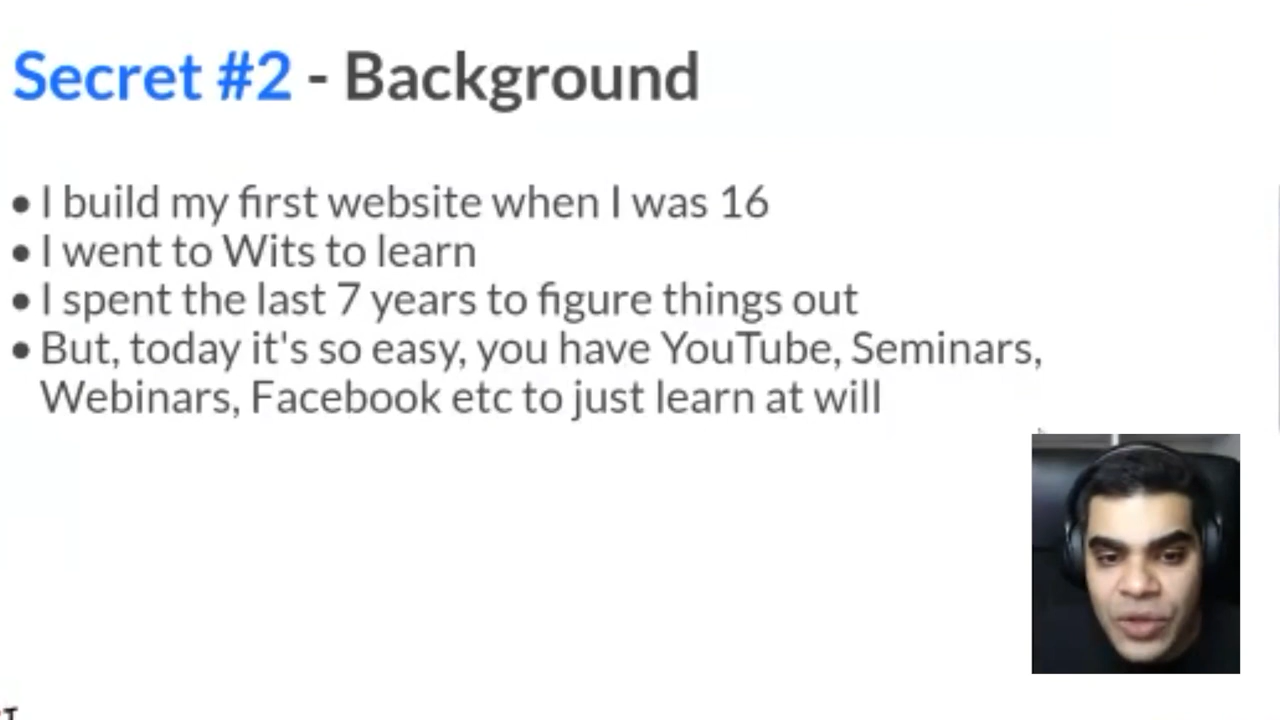 Secret #2 - Background
• I build my first website when I was 16
• I went to Wits to learn
• I spent the last 7 years to figure things out
• But, today it's so easy, you have YouTube, Seminars,
Webinars, Facebook etc to just learn at will